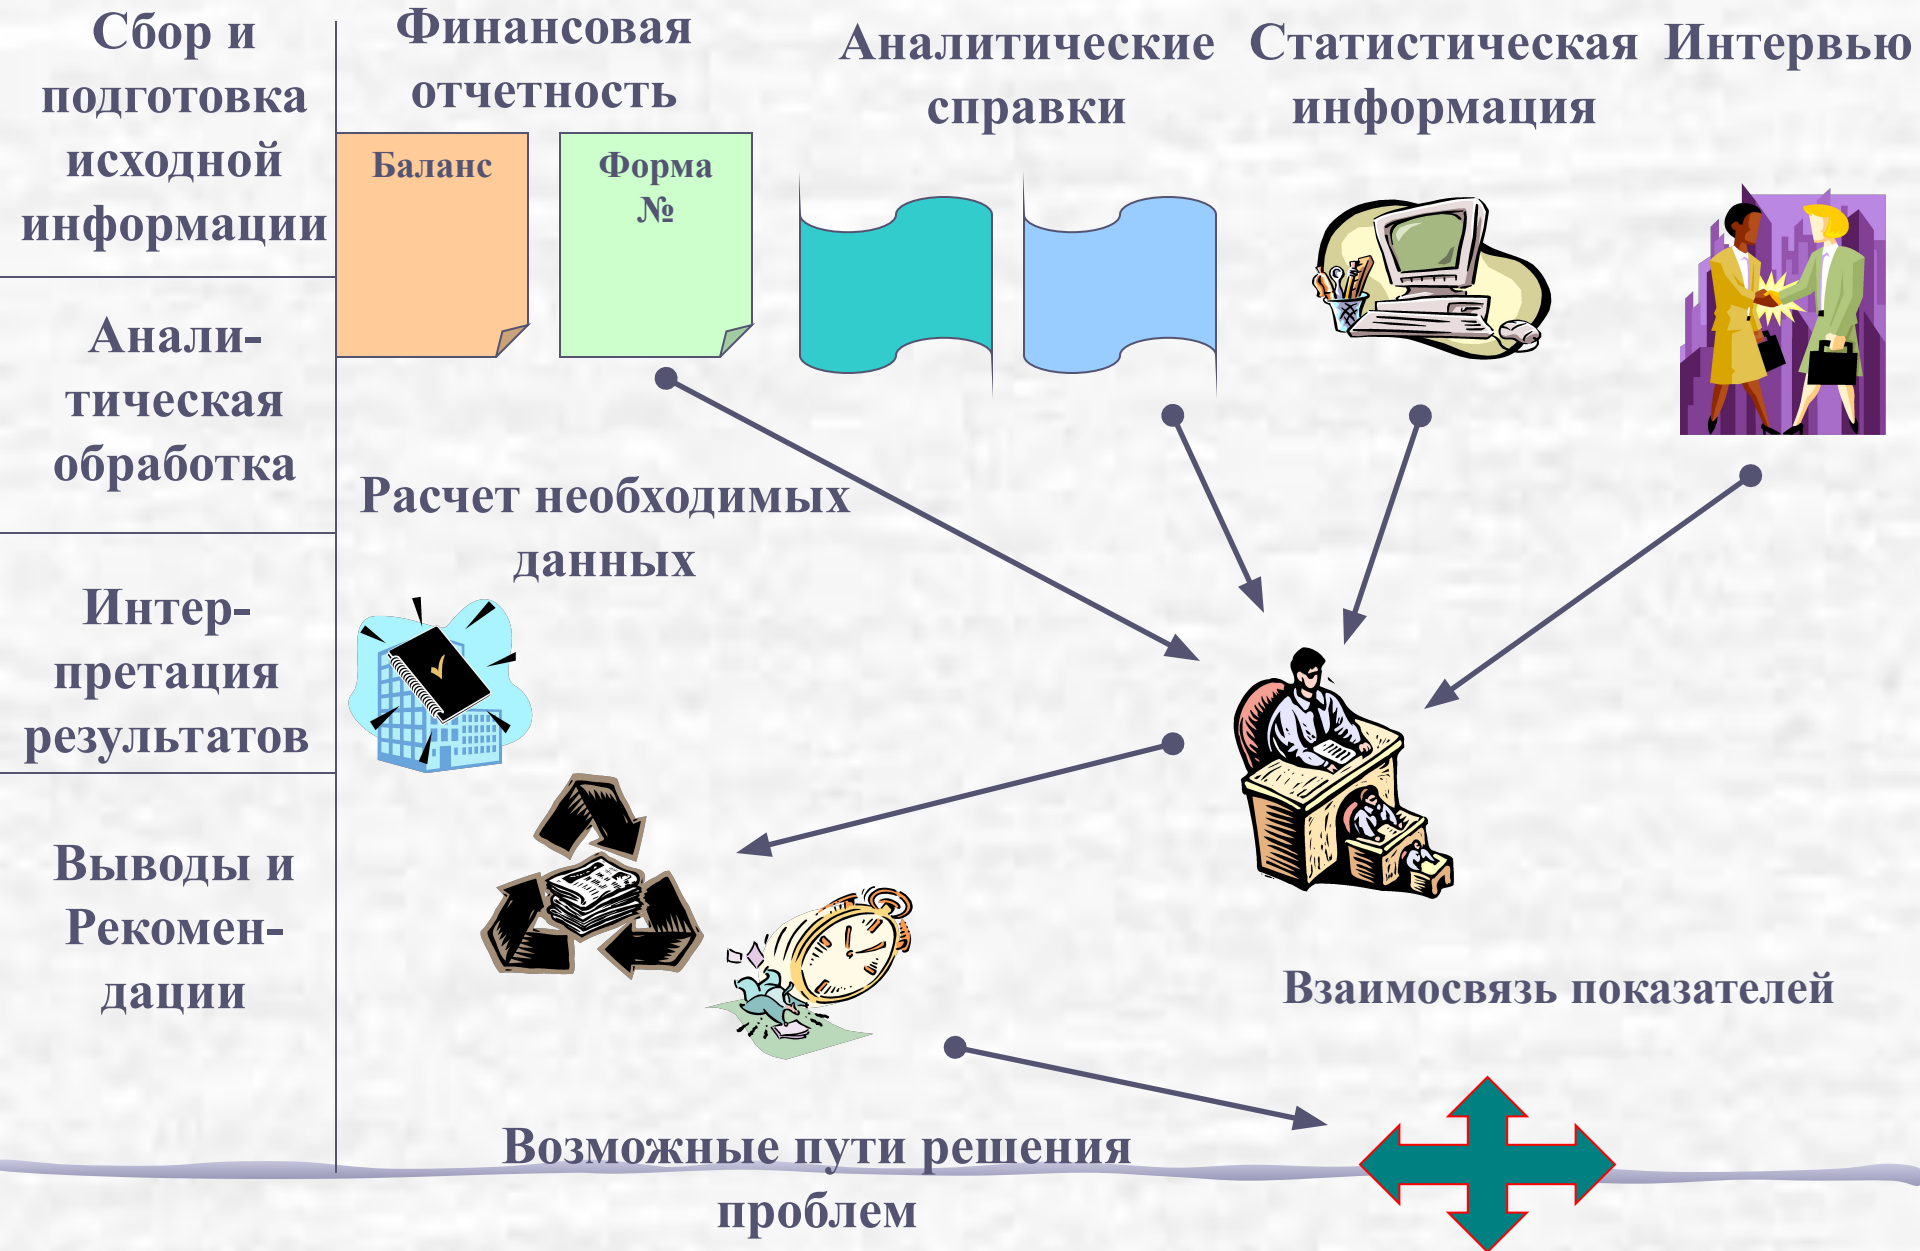 Сбор и
подготовка
исходной
информации
Анали-
тическая
обработка
Интер-
претация
результатов
Выводы и
Рекомен-
дации
Финансовая
отчетность
Баланс
Форма
№
Аналитические
справки
Статистическая
информация
Интервью
Расчет необходимых
данных
Взаимосвязь показателей
Возможные пути решения
проблем